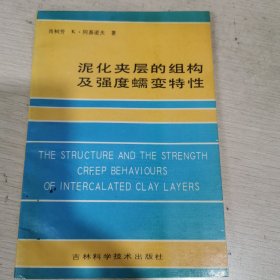 肖树芳 K·阿基诺夫 著
泥化夹层的组构
及强度蠕变特性
THE STRUCTURE AND THE STRENGTH
CREEP BEHAVIOURS
OF INTERCALATED CLAY LAYERS
吉林科学技术出版社